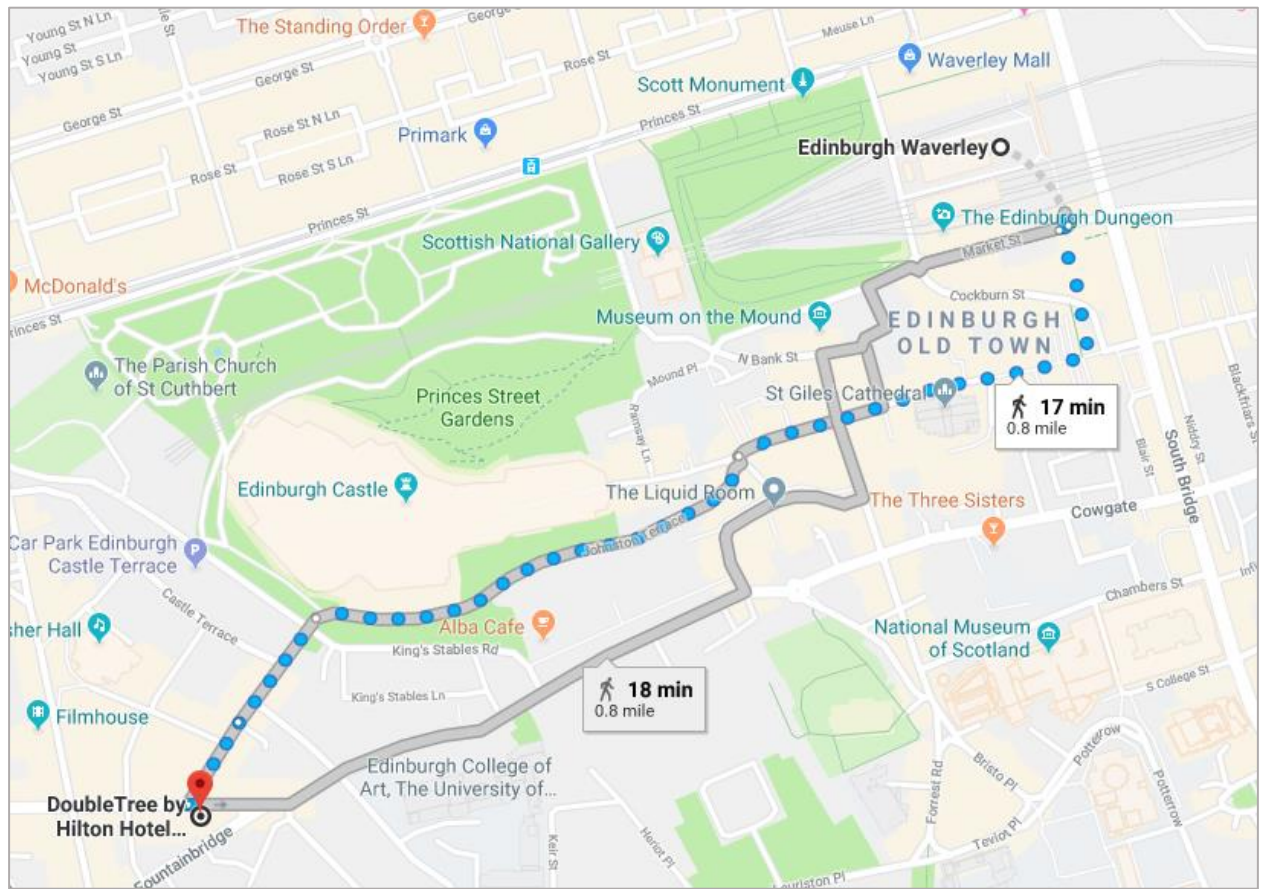 Young St N Ln
Young St
Young St S Ln
The Standing Order
George St
George St
George St
Rose St
Rose St N Ln
Rose St S Ln
Rose St
Meuse Ln
Waverley Mall
Scott Monument
Princes St
Primark
Edinburgh Waverley
Princes St
The Edinburgh Dungeon
Market St
Scottish National Gallery
McDonald's
Cockburn St
Museum on the Mound
EDINBURGH
OLD TOWN
rinces St
N Bank St
The Parish Church
of St Cuthbert
Mound Pl
Princes Street
Gardens
St Giles Cathedral
17 min
0.8 mile
Ramsay Ln
Blackfriars St
Niddry St
Blair St
South Bridge
Edinburgh Castle
The Liquid Room
The Three Sisters
Cowgate
Johnston Terrace
Car Park Edinburgh
Castle Terrace
Castle Terrace
Chambers St
Infi
sher Hall
Alba Cafe
National Museum
of Scotland
King's Stables Rd
S College St
King's Stables Ln
18 min
0.8 mile
Filmhouse
Potterrow
Bristo Pl
Potterrow
Edinburgh College of
Art, The University of...
Forrest Rd
DoubleTree by
Hilton Hotel...
Teviot Pl
Fountainbridge
Keir St
Heriot Pl
Lauriston Pl